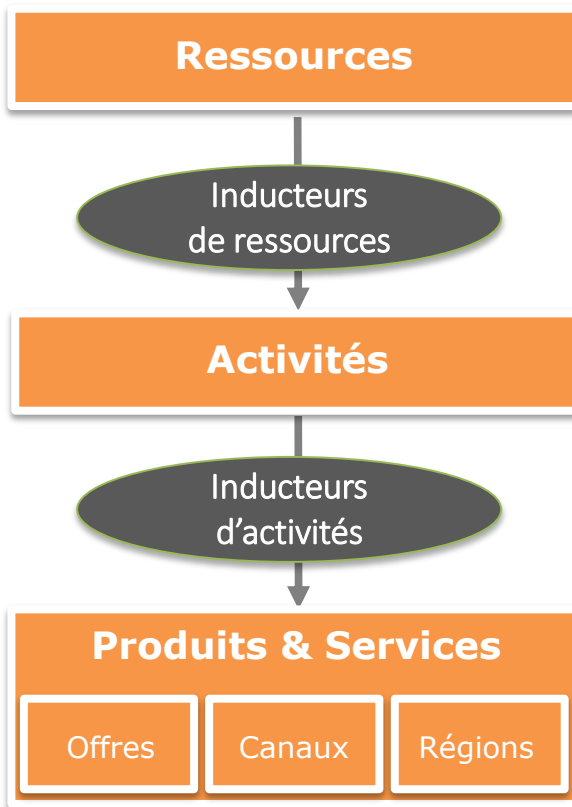 Ressources
Inducteurs
de ressources
Activités
Inducteurs
d’activités
Produits & Services
Offres
Canaux
Régions